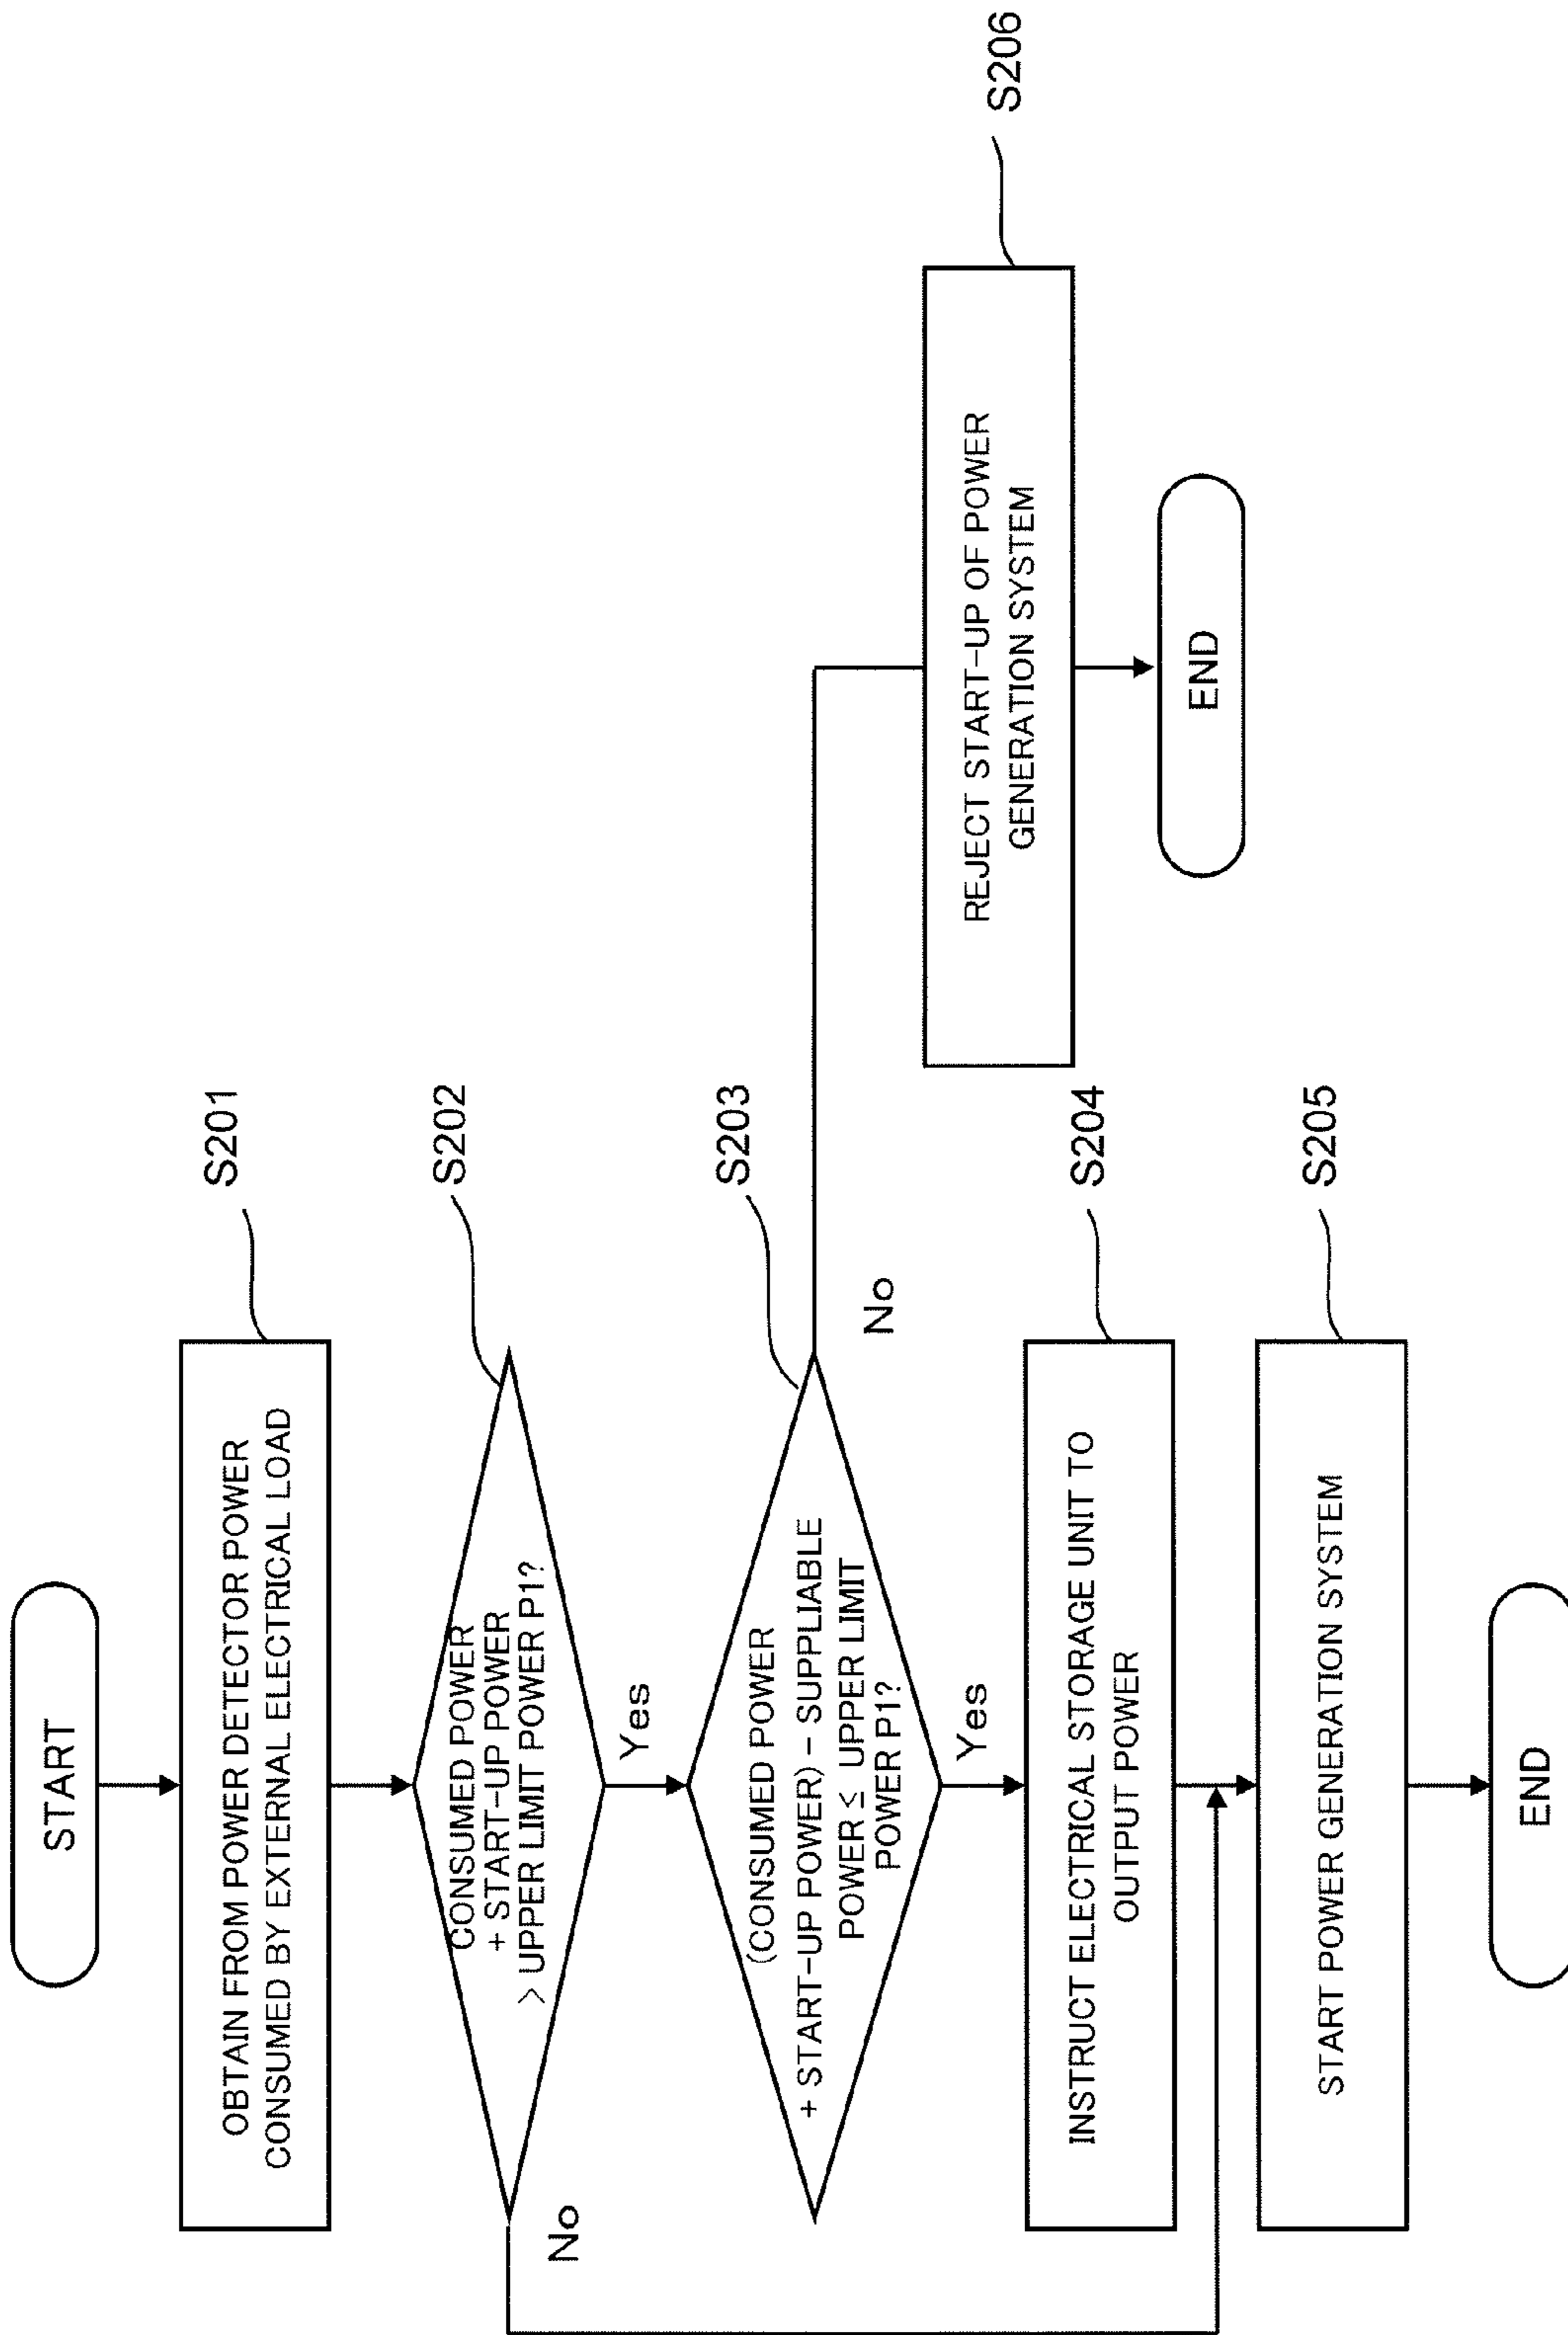 START
OBTAIN FROM POWER DETECTOR POWER
CONSUMED BY EXTERNAL ELECTRICAL LOAD
S201
CONSUMED POWER
+ START-UP POWER
> UPPER LIMIT POWER P1?
S202
No
Yes
(CONSUMED POWER
+ START-UP POWER) - SUPPLIABLE
POWER ≤ UPPER LIMIT
POWER P1?
S203
No
Yes
INSTRUCT ELECTRICAL STORAGE UNIT TO
OUTPUT POWER
S204
START POWER GENERATION SYSTEM
S205
END
REJECT START-UP OF POWER
GENERATION SYSTEM
S206
END